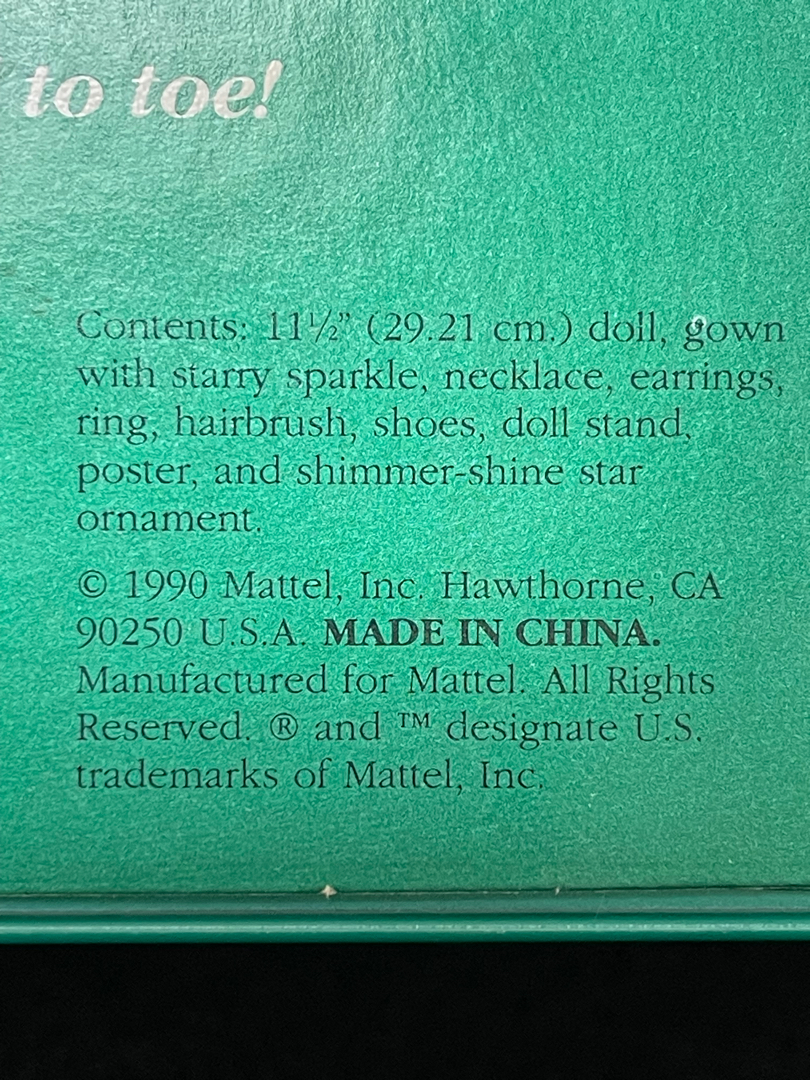 to toe!
Contents: 11½” (29.21 cm.) doll, gown
with starry sparkle, necklace, earrings,
ring, hairbrush, shoes, doll stand,
poster, and shimmer-shine star
ornament.
© 1990 Mattel, Inc. Hawthorne, CA
90250 U.S.A. MADE IN CHINA.
Manufactured for Mattel. All Rights
Reserved. ® and ™ designate U.S.
trademarks of Mattel, Inc.